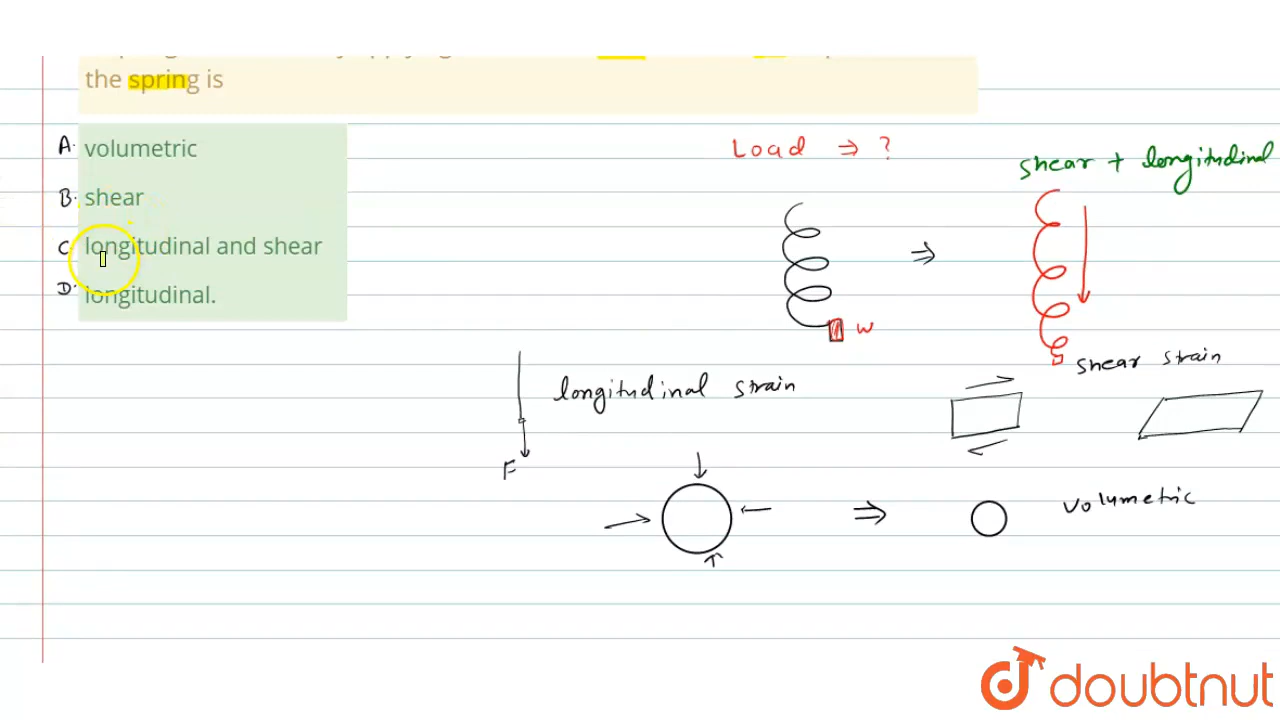 the spring is
A. volumetric
B. shear
C. longitudinal and shear
D. longitudinal.
Load ⇒ ?
shear + longitudinal
W
shear strain
longitudinal strain
F
volumetric
doubtnut